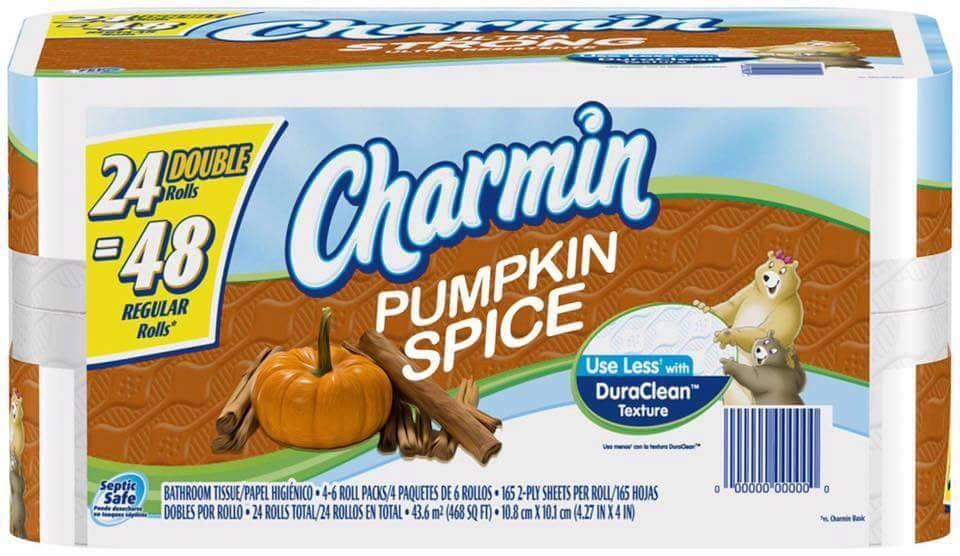 Charmin
ULTRA
STRONG
24 DOUBLE
Rolls
=48
REGULAR
Rolls*
Charmin
PUMPKIN
SPICE
Use Less† with
DuraClean™
Texture
Septic
Safe
BATHROOM TISSUE/PAPEL HIGIÉNICO • 4-6 ROLL PACKS/4 PAQUETES DE 6 ROLLOS • 165 2-PLY SHEETS PER ROLL/165 HOJAS
DOBLES POR ROLLO • 24 ROLLS TOTAL/24 ROLLOS EN TOTAL • 43.6 m² (468 SQ FT) • 10.8 cm X 10.1 cm (4.27 IN X 4 IN)
0 00000 00000 0
†vs. Charmin Basic